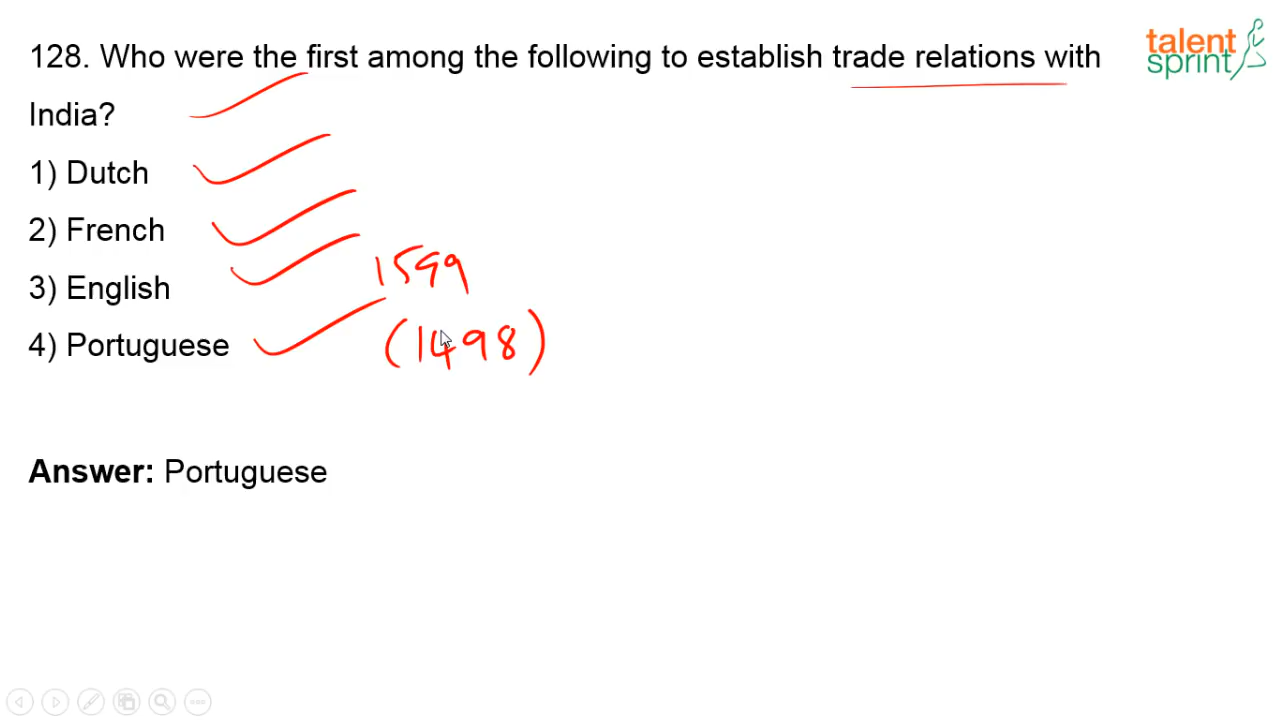 128. Who were the first among the following to establish trade relations with
India?
1) Dutch
2) French
3) English
4) Portuguese
1599
(1498)
Answer: Portuguese
talent
sprint